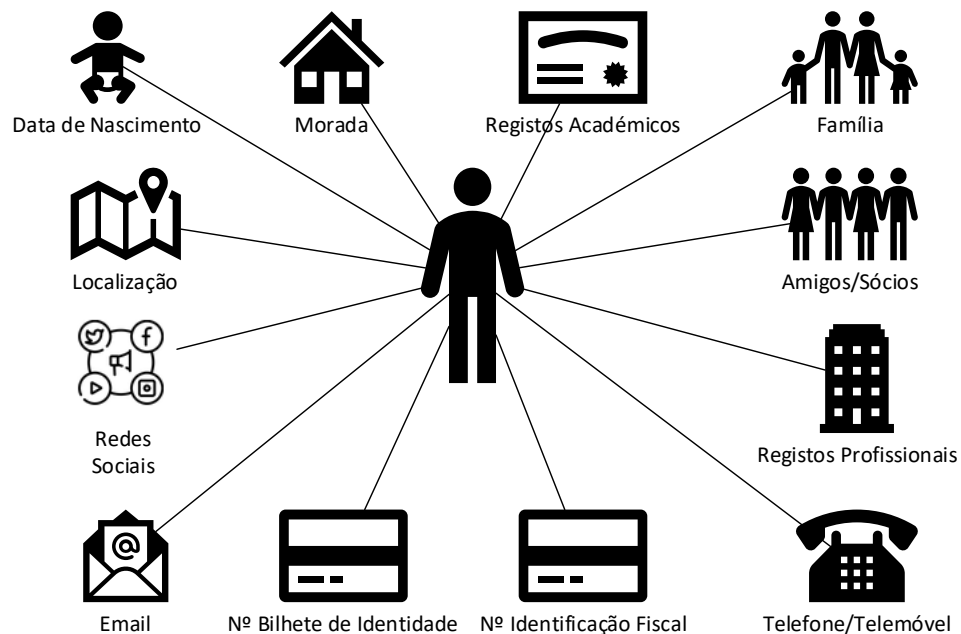 Data de Nascimento
Morada
Registos Académicos
Família
Localização
Amigos/Sócios
Redes
Sociais
Registos Profissionais
@
Email
Nº Bilhete de Identidade
Nº Identificação Fiscal
Telefone/Telemóvel